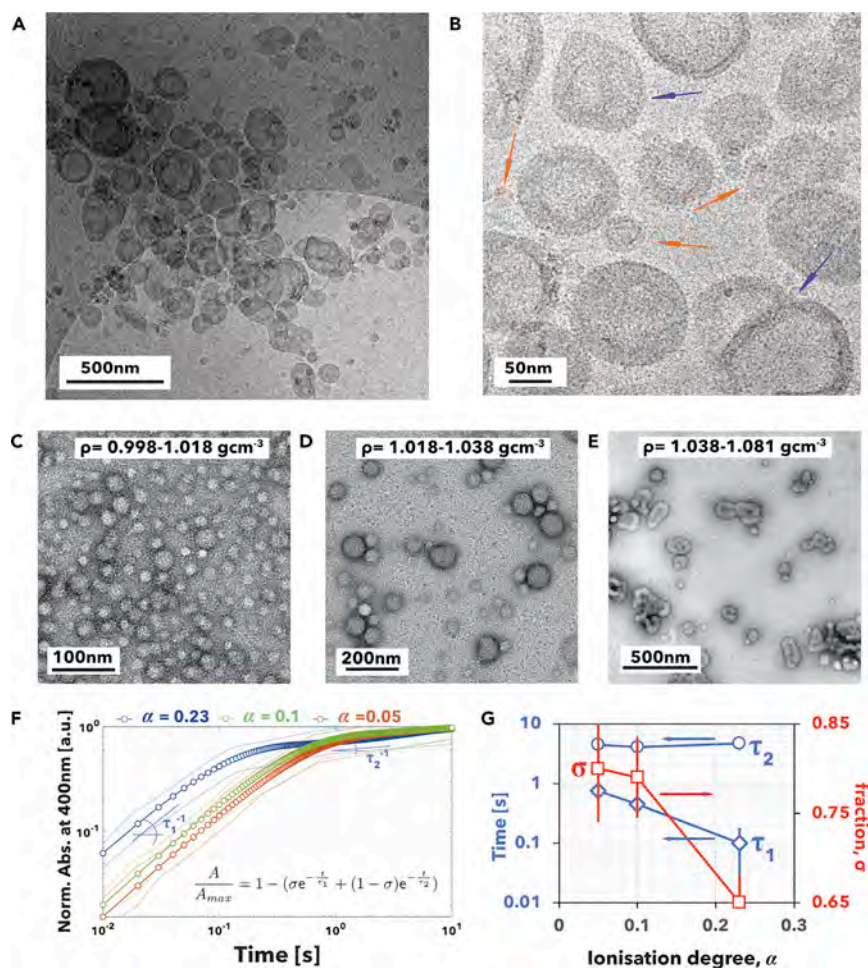 A
500nm
B
50nm
C
ρ= 0.998-1.018 gcm⁻³
100nm
D
ρ= 1.018-1.038 gcm⁻³
200nm
E
ρ= 1.038-1.081 gcm⁻³
500nm
F
α = 0.23 α = 0.1 α =0.05
Norm. Abs. at 400nm [a.u.]
10⁰
10⁻¹
τ₁⁻¹
τ₂⁻¹
A/Aₘₐₓ = 1 − (σe^(−t/τ₁) + (1 − σ)e^(−t/τ₂))
10⁻² 10⁻¹ 10⁰ 10¹
Time [s]
G
Time [s]
10
1
0.1
0.01
σ
τ₂
τ₁
0.85
0.75
0.65
fraction, σ
0 0.1 0.2 0.3
Ionisation degree, α